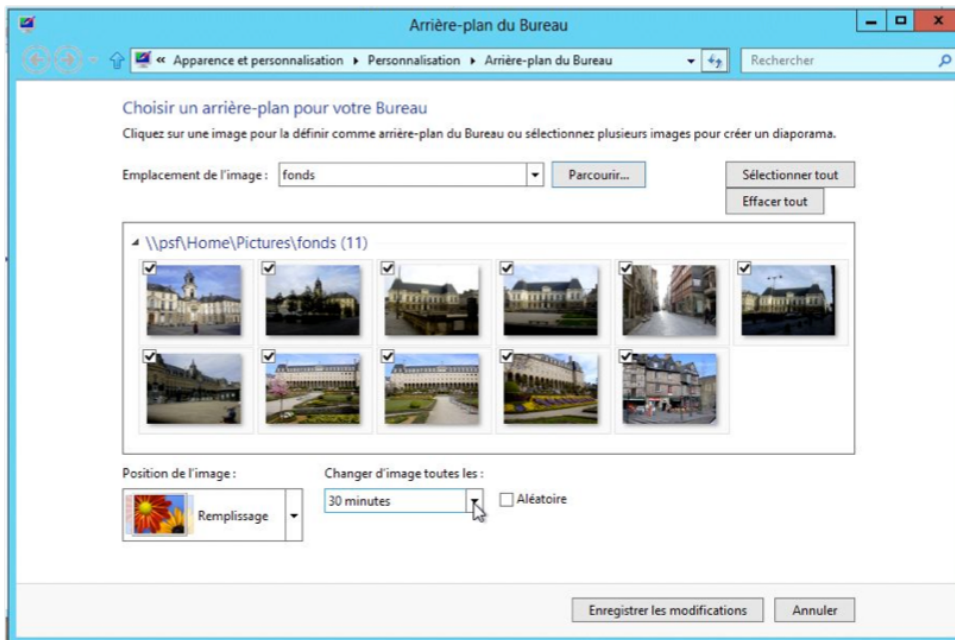 Arrière-plan du Bureau
« Apparence et personnalisation ▸ Personnalisation ▸ Arrière-plan du Bureau
Rechercher
Choisir un arrière-plan pour votre Bureau
Cliquez sur une image pour la définir comme arrière-plan du Bureau ou sélectionnez plusieurs images pour créer un diaporama.
Emplacement de l'image : fonds Parcourir... Sélectionner tout
Effacer tout
\\psf\Home\Pictures\fonds (11)
Position de l'image : Changer d'image toutes les :
Remplissage 30 minutes Aléatoire
Enregistrer les modifications Annuler